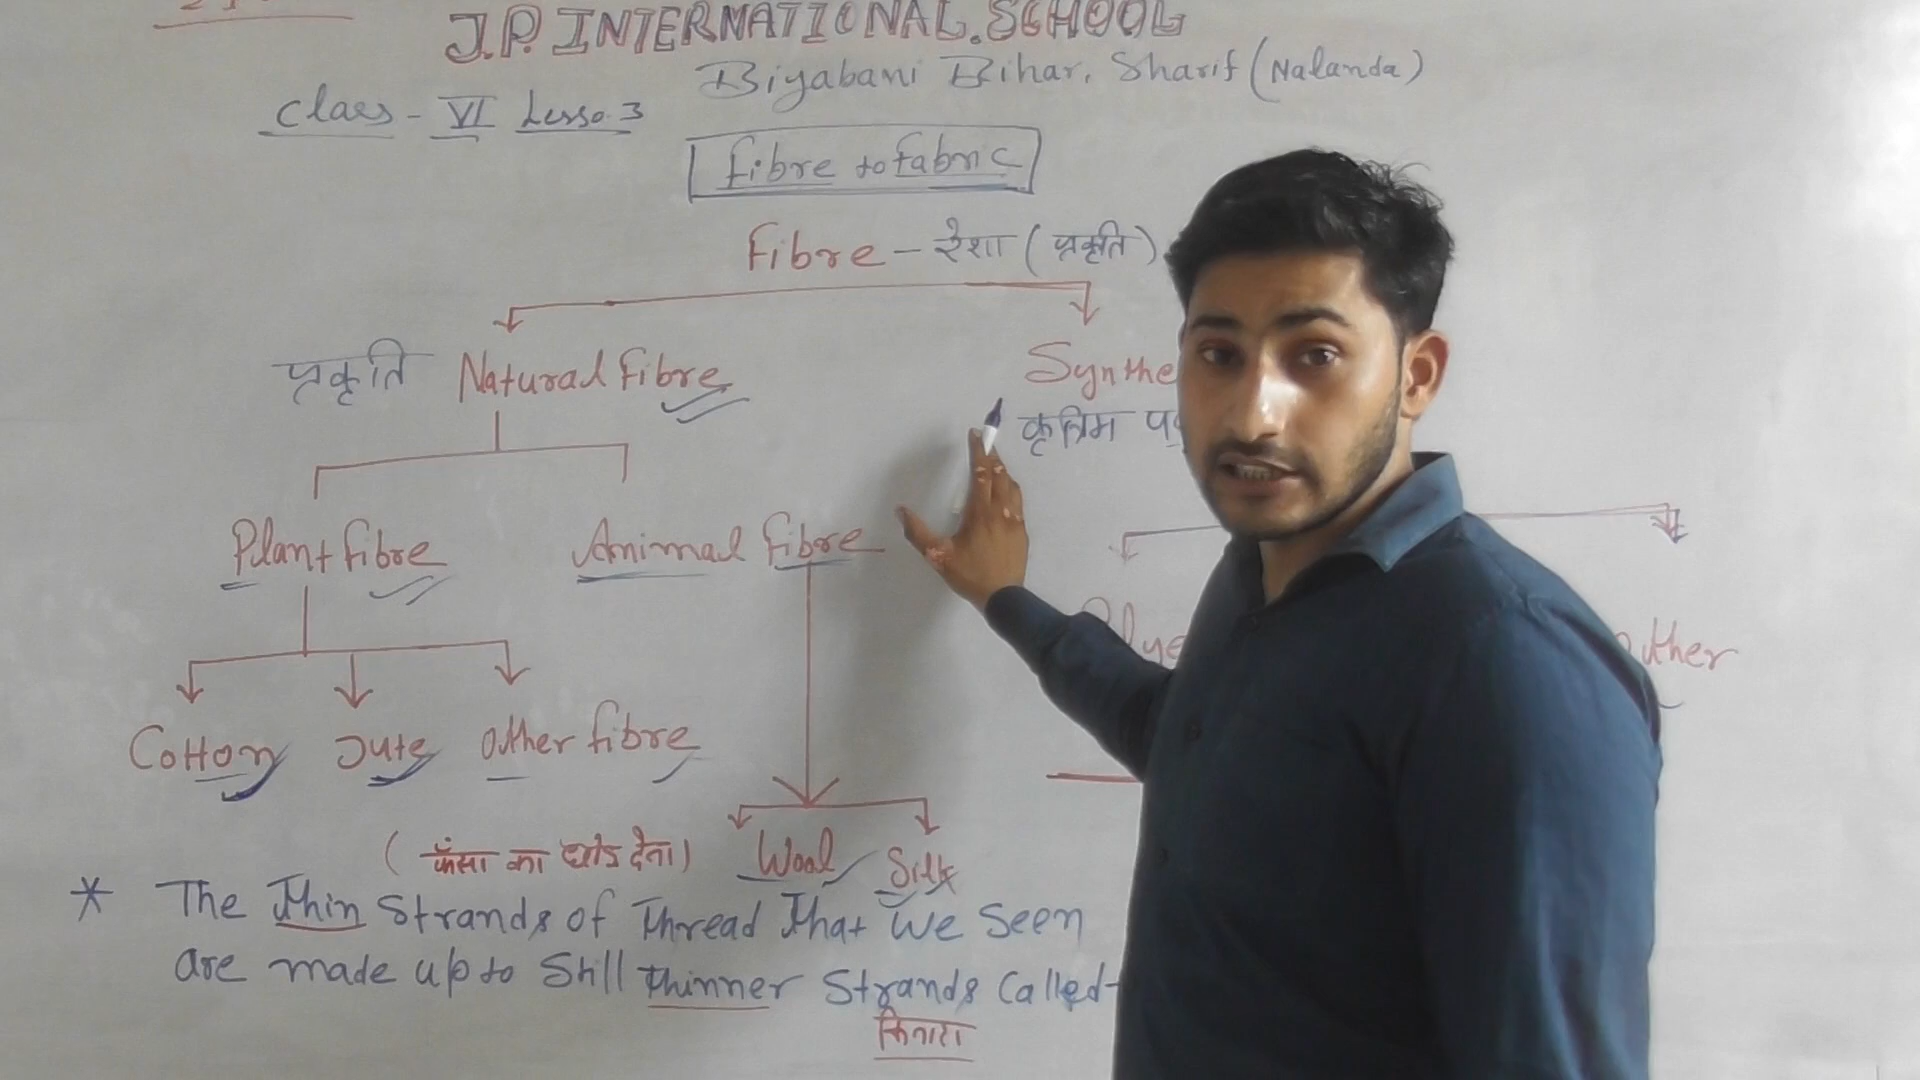 J.P. INTERNATIONAL. SCHOOL
Biyabani Bihar, Sharif (Nalanda)
Class - VI Lesso. 3
fibre to fabric
Fibre - रेशा ( प्रकृति )
प्रकृति Natural fibre
Synthe
कृत्रिम
Plant fibre Animal fibre
Polye
other
Cotton Jute other fibre
Wool Silk
( का देना )
* The thin Strands of Thread That We Seen
are made up to Still thinner Strands Called-
किनारा